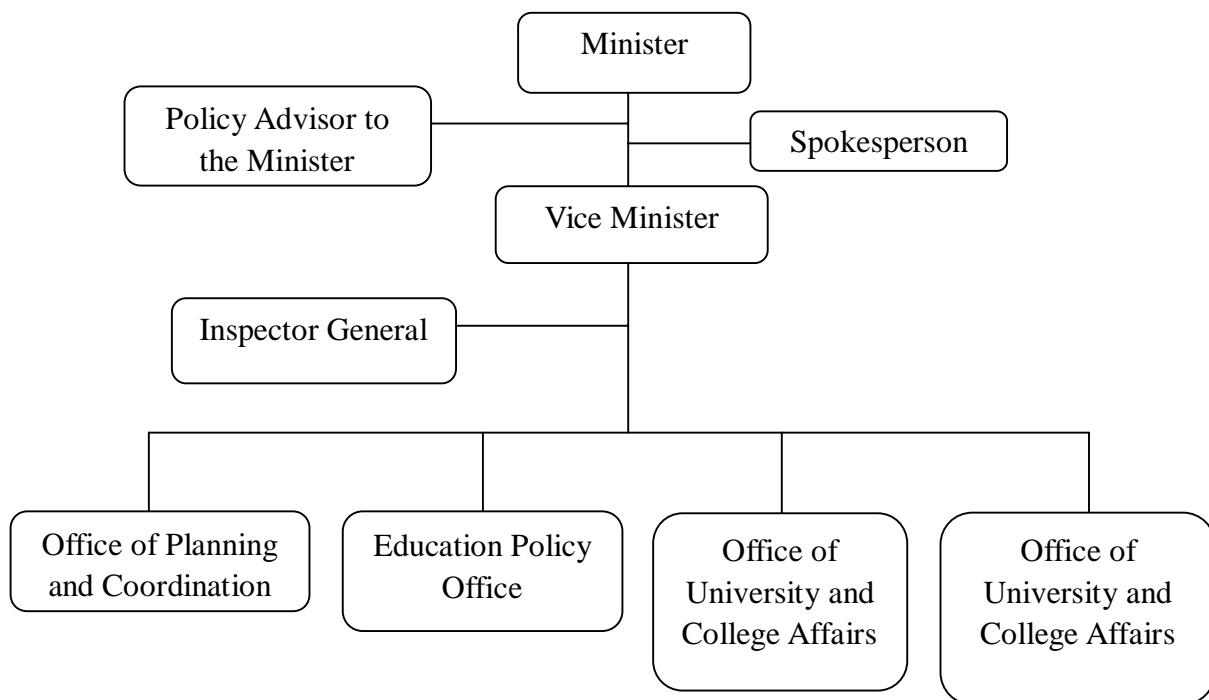 Minister
Policy Advisor to
the Minister
Spokesperson
Vice Minister
Inspector General
Office of Planning
and Coordination
Education Policy
Office
Office of
University and
College Affairs
Office of
University and
College Affairs